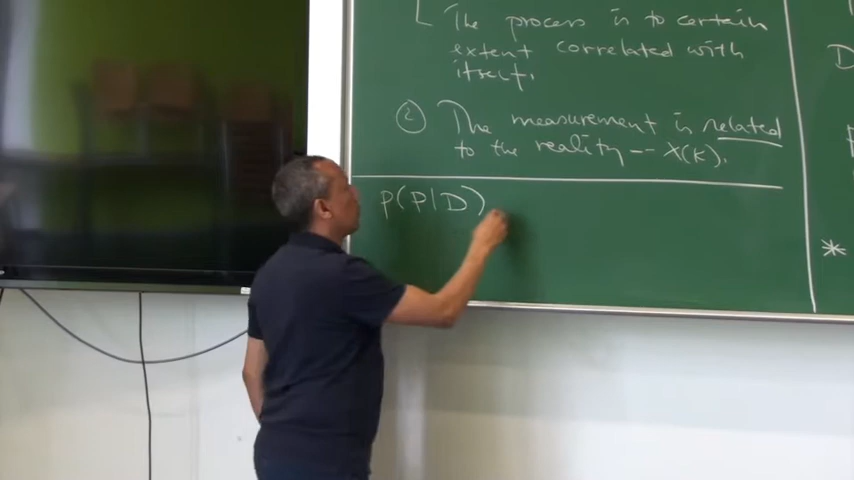 The process is to certain
extent correlated with
itself.
② The measurement is related
to the reality -- X(K).
P(P|D)
*